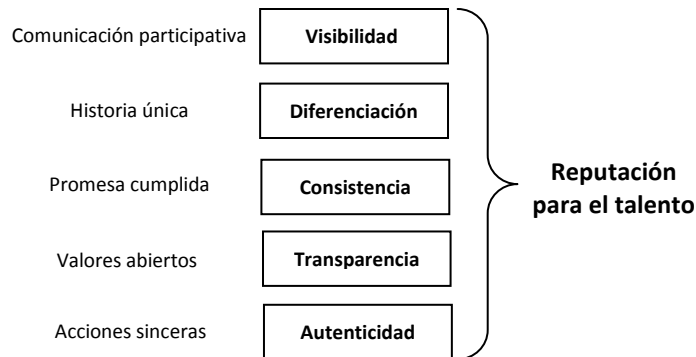 Comunicación participativa
Visibilidad
Historia única
Diferenciación
Promesa cumplida
Consistencia
Valores abiertos
Transparencia
Acciones sinceras
Autenticidad
Reputación
para el talento